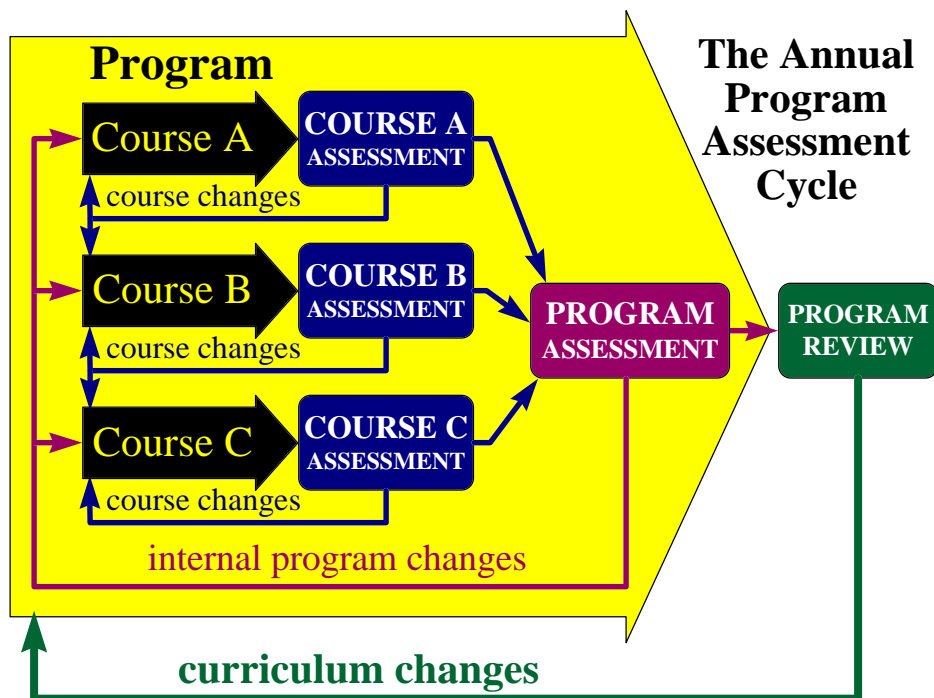 Program
The Annual
Program
Assessment
Cycle
Course A
COURSE A
ASSESSMENT
course changes
Course B
COURSE B
ASSESSMENT
course changes
Course C
COURSE C
ASSESSMENT
course changes
PROGRAM
ASSESSMENT
PROGRAM
REVIEW
internal program changes
curriculum changes